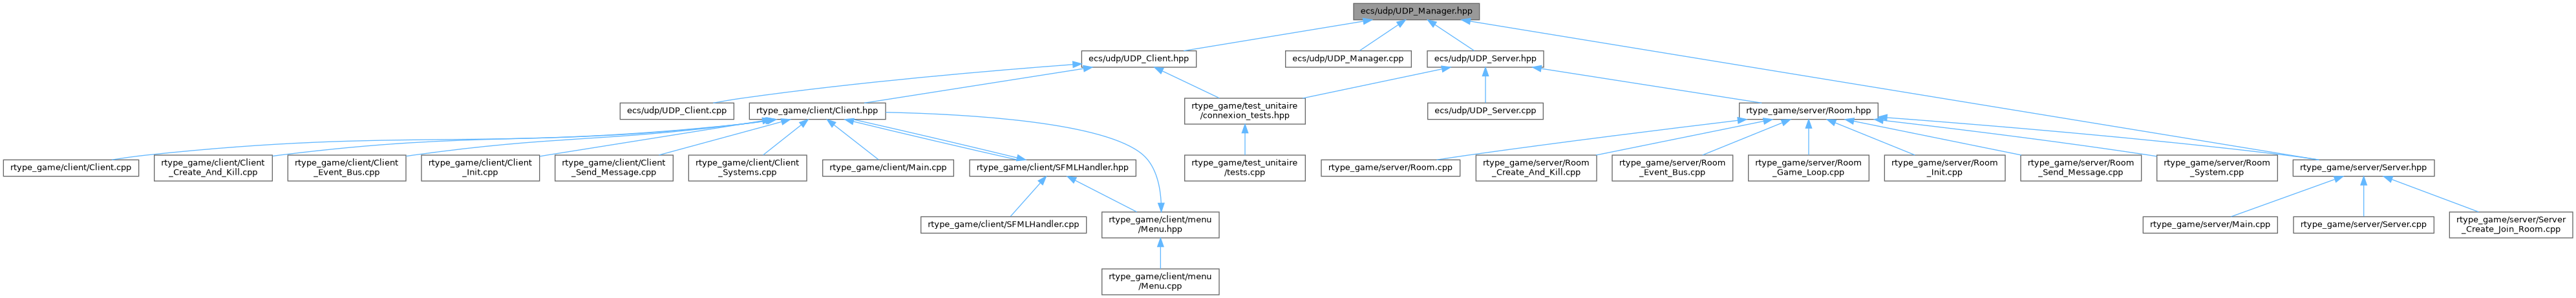 ecs/udp/UDP_Manager.hpp
ecs/udp/UDP_Client.hpp
ecs/udp/UDP_Manager.cpp
ecs/udp/UDP_Server.hpp
ecs/udp/UDP_Client.cpp
rtype_game/client/Client.hpp
rtype_game/test_unitaire
/connexion_tests.hpp
ecs/udp/UDP_Server.cpp
rtype_game/server/Room.hpp
rtype_game/client/Client.cpp
rtype_game/client/Client
_Create_And_Kill.cpp
rtype_game/client/Client
_Event_Bus.cpp
rtype_game/client/Client
_Init.cpp
rtype_game/client/Client
_Send_Message.cpp
rtype_game/client/Client
_Systems.cpp
rtype_game/client/Main.cpp
rtype_game/client/SFMLHandler.hpp
rtype_game/test_unitaire
/tests.cpp
rtype_game/server/Room.cpp
rtype_game/server/Room
_Create_And_Kill.cpp
rtype_game/server/Room
_Event_Bus.cpp
rtype_game/server/Room
_Game_Loop.cpp
rtype_game/server/Room
_Init.cpp
rtype_game/server/Room
_Send_Message.cpp
rtype_game/server/Room
_System.cpp
rtype_game/server/Server.hpp
rtype_game/client/SFMLHandler.cpp
rtype_game/client/menu
/Menu.hpp
rtype_game/server/Main.cpp
rtype_game/server/Server.cpp
rtype_game/server/Server
_Create_Join_Room.cpp
rtype_game/client/menu
/Menu.cpp